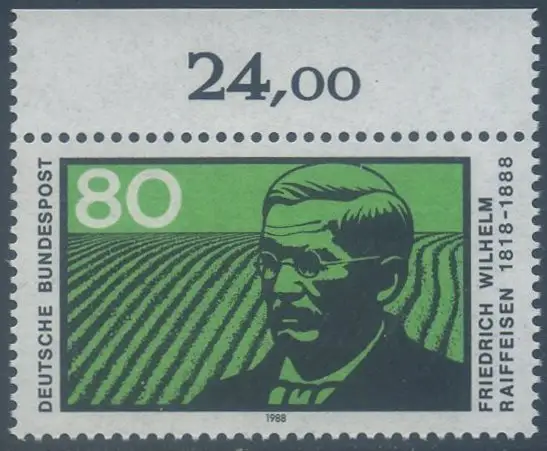 24,00
80
DEUTSCHE BUNDESPOST
FRIEDRICH WILHELM
RAIFFEISEN 1818-1888
1988